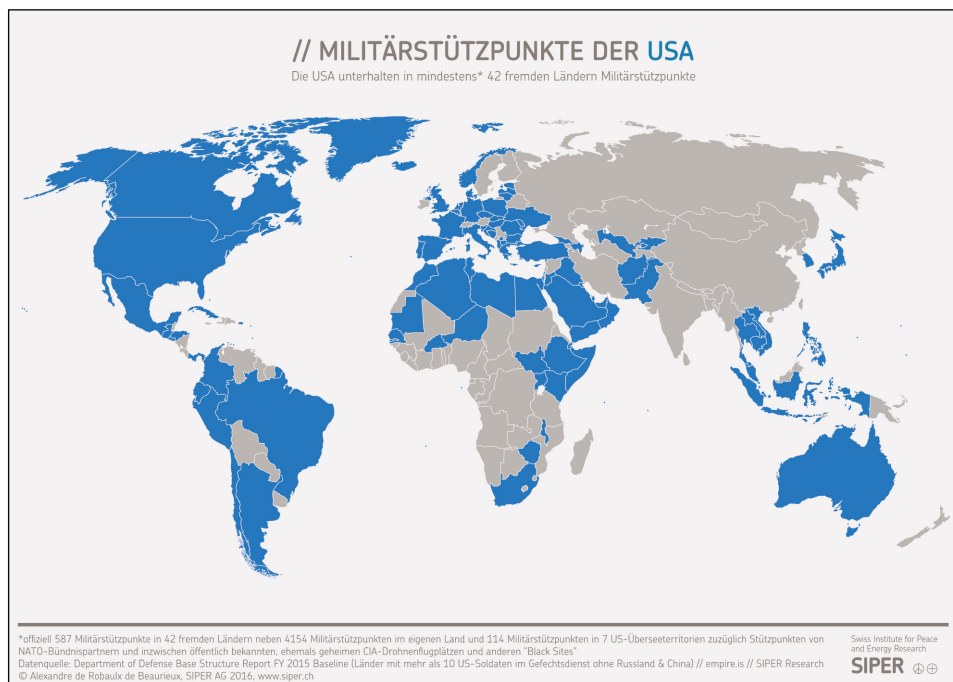 // MILITÄRSTÜTZPUNKTE DER USA
Die USA unterhalten in mindestens* 42 fremden Ländern Militärstützpunkte
*offiziell 587 Militärstützpunkte in 42 fremden Ländern neben 4154 Militärstützpunkten im eigenen Land und 114 Militärstützpunkten in 7 US-Überseeterritorien zuzüglich Stützpunkten von
NATO-Bündnispartnern und inzwischen öffentlich bekannten, ehemals geheimen CIA-Drohnenflugplätzen und anderen "Black Sites"
Datenquelle: Department of Defense Base Structure Report FY 2015 Baseline (Länder mit mehr als 10 US-Soldaten im Gefechtsdienst ohne Russland & China) // empire.is // SIPER Research
© Alexandre de Robaulx de Beaurieux, SIPER AG 2016, www.siper.ch
Swiss Institute for Peace
and Energy Research
SIPER